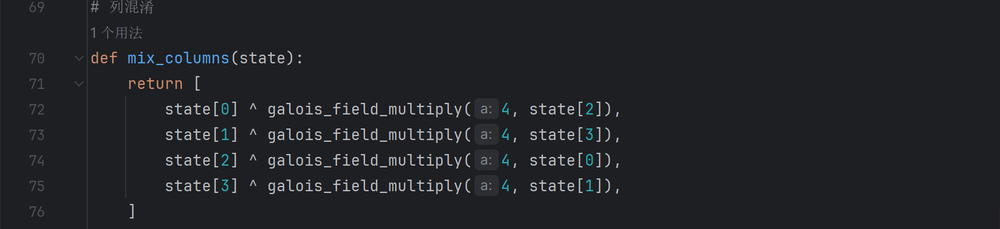 69 # 列混淆
1 个用法
70 def mix_columns(state):
71 return [
72 state[0] ^ galois_field_multiply( a: 4, state[2]),
73 state[1] ^ galois_field_multiply( a: 4, state[3]),
74 state[2] ^ galois_field_multiply( a: 4, state[0]),
75 state[3] ^ galois_field_multiply( a: 4, state[1]),
76 ]